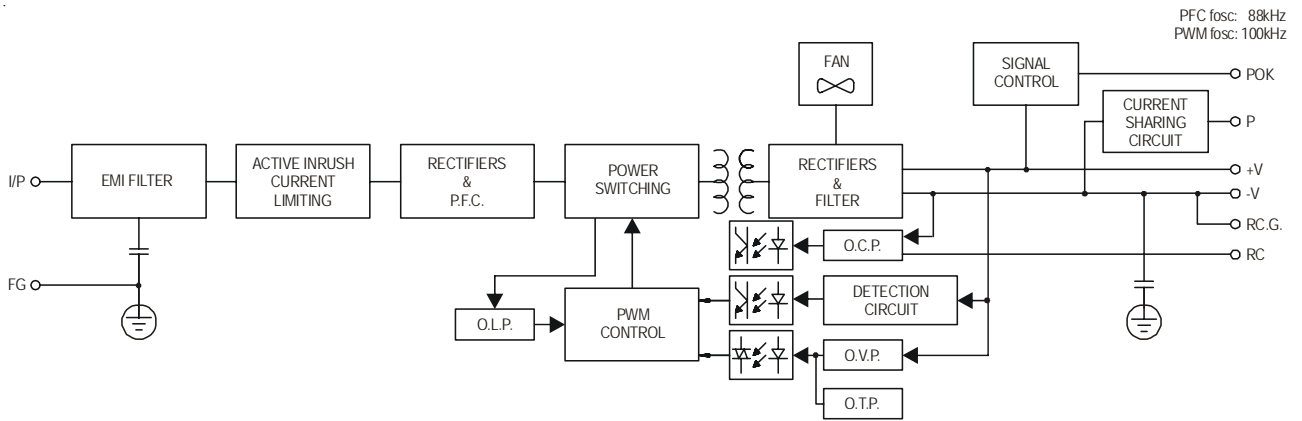 PFC fosc: 88kHz
PWM fosc: 100kHz
FAN
SIGNAL
CONTROL
POK
CURRENT
SHARING
CIRCUIT
P
I/P
EMI FILTER
ACTIVE INRUSH
CURRENT
LIMITING
RECTIFIERS
&
P.F.C.
POWER
SWITCHING
RECTIFIERS
&
FILTER
+V
-V
RC.G.
O.C.P.
RC
FG
DETECTION
CIRCUIT
O.L.P.
PWM
CONTROL
O.V.P.
O.T.P.